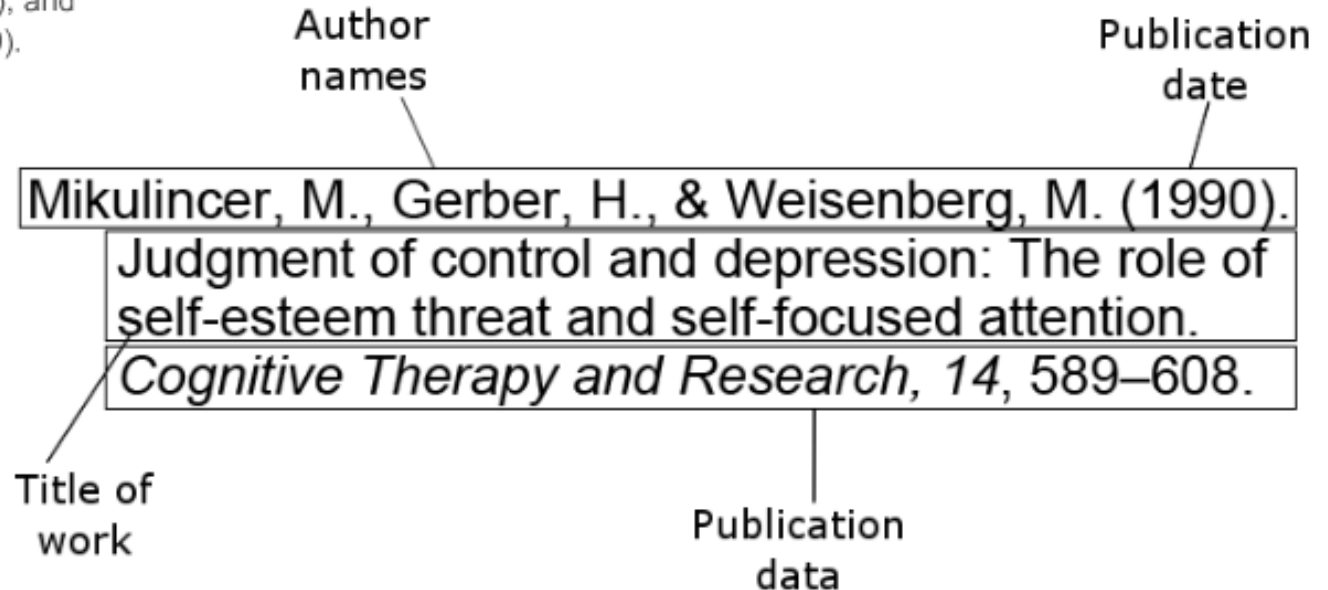 ), and
).
Author
names
Publication
date
Mikulincer, M., Gerber, H., & Weisenberg, M. (1990).
Judgment of control and depression: The role of
self-esteem threat and self-focused attention.
Cognitive Therapy and Research, 14, 589–608.
Title of
work
Publication
data